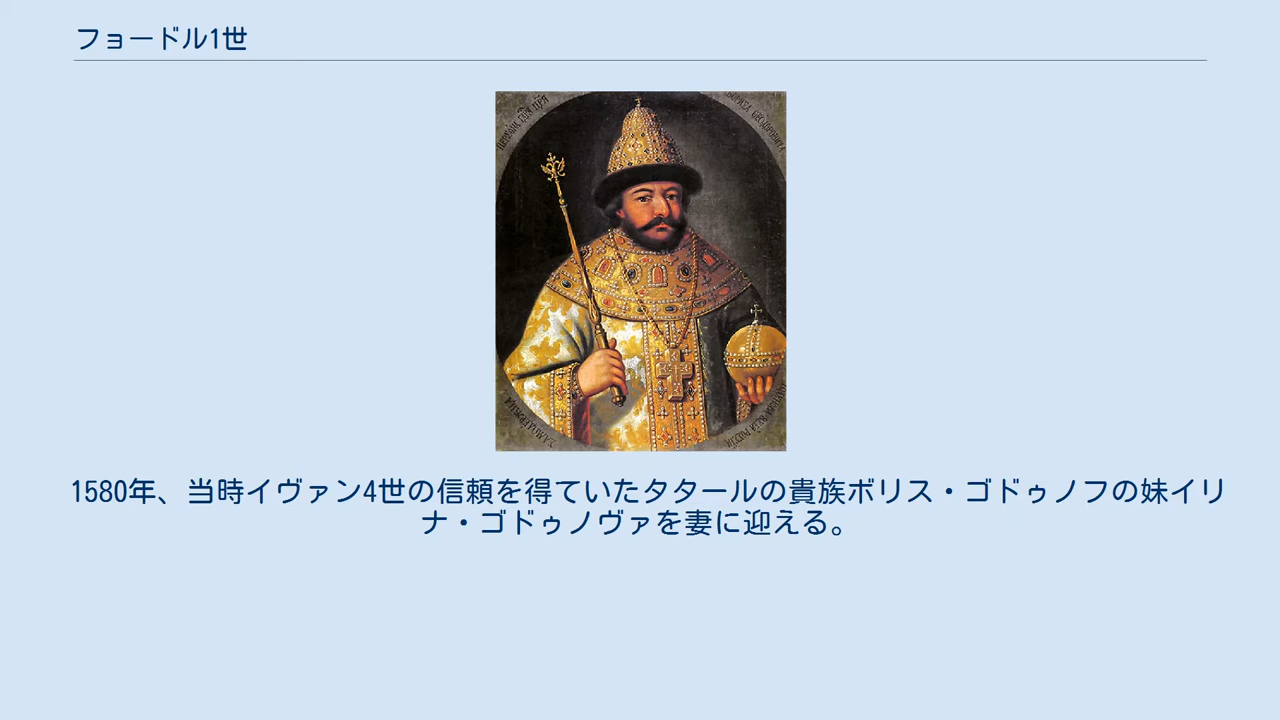 フョードル1世
1580年、当時イヴァン4世の信頼を得ていたタタールの貴族ボリス・ゴドゥノフの妹イリ
ナ・ゴドゥノヴァを妻に迎える。